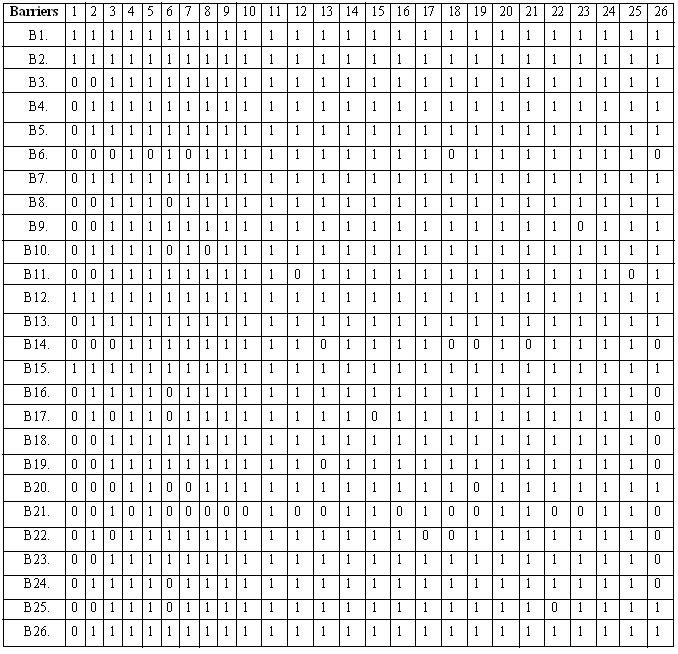 Barriers 1 2 3 4 5 6 7 8 9 10 11 12 13 14 15 16 17 18 19 20 21 22 23 24 25 26
B1. 1 1 1 1 1 1 1 1 1 1 1 1 1 1 1 1 1 1 1 1 1 1 1 1 1 1
B2. 1 1 1 1 1 1 1 1 1 1 1 1 1 1 1 1 1 1 1 1 1 1 1 1 1 1
B3. 0 0 1 1 1 1 1 1 1 1 1 1 1 1 1 1 1 1 1 1 1 1 1 1 1 1
B4. 0 1 1 1 1 1 1 1 1 1 1 1 1 1 1 1 1 1 1 1 1 1 1 1 1 1
B5. 0 1 1 1 1 1 1 1 1 1 1 1 1 1 1 1 1 1 1 1 1 1 1 1 1 1
B6. 0 0 0 1 0 1 0 1 1 1 1 1 1 1 1 1 1 0 1 1 1 1 1 1 1 0
B7. 0 1 1 1 1 1 1 1 1 1 1 1 1 1 1 1 1 1 1 1 1 1 1 1 1 1
B8. 0 0 1 1 1 0 1 1 1 1 1 1 1 1 1 1 1 1 1 1 1 1 1 1 1 1
B9. 0 0 1 1 1 1 1 1 1 1 1 1 1 1 1 1 1 1 1 1 1 1 0 1 1 1
B10. 0 1 1 1 1 0 1 0 1 1 1 1 1 1 1 1 1 1 1 1 1 1 1 1 1 1
B11. 0 0 1 1 1 1 1 1 1 1 1 0 1 1 1 1 1 1 1 1 1 1 1 1 0 1
B12. 1 1 1 1 1 1 1 1 1 1 1 1 1 1 1 1 1 1 1 1 1 1 1 1 1 1
B13. 0 1 1 1 1 1 1 1 1 1 1 1 1 1 1 1 1 1 1 1 1 1 1 1 1 1
B14. 0 0 0 1 1 1 1 1 1 1 1 1 0 1 1 1 1 0 0 1 0 1 1 1 1 0
B15. 1 1 1 1 1 1 1 1 1 1 1 1 1 1 1 1 1 1 1 1 1 1 1 1 1 1
B16. 0 1 1 1 1 0 1 1 1 1 1 1 1 1 1 1 1 1 1 1 1 1 1 1 1 0
B17. 0 1 0 1 1 0 1 1 1 1 1 1 1 1 0 1 1 1 1 1 1 1 1 1 1 0
B18. 0 0 1 1 1 1 1 1 1 1 1 1 1 1 1 1 1 1 1 1 1 1 1 1 1 0
B19. 0 0 1 1 1 1 1 1 1 1 1 1 0 1 1 1 1 1 1 1 1 1 1 1 1 0
B20. 0 0 0 1 1 0 0 1 1 1 1 1 1 1 1 1 1 1 0 1 1 1 1 1 1 1
B21. 0 0 1 0 1 0 0 0 0 0 1 0 0 1 1 0 1 0 0 1 1 0 0 1 1 0
B22. 0 1 0 1 1 1 1 1 1 1 1 1 1 1 1 1 0 0 1 1 1 1 1 1 1 0
B23. 0 0 1 1 1 1 1 1 1 1 1 1 1 1 1 1 1 1 1 1 1 1 1 1 1 0
B24. 0 1 1 1 1 0 1 1 1 1 1 1 1 1 1 1 1 1 1 1 1 1 1 1 1 0
B25. 0 0 1 1 1 0 1 1 1 1 1 1 1 1 1 1 1 1 1 1 1 0 1 1 1 1
B26. 0 1 1 1 1 1 1 1 1 1 1 1 1 1 1 1 1 1 1 1 1 1 1 1 1 1